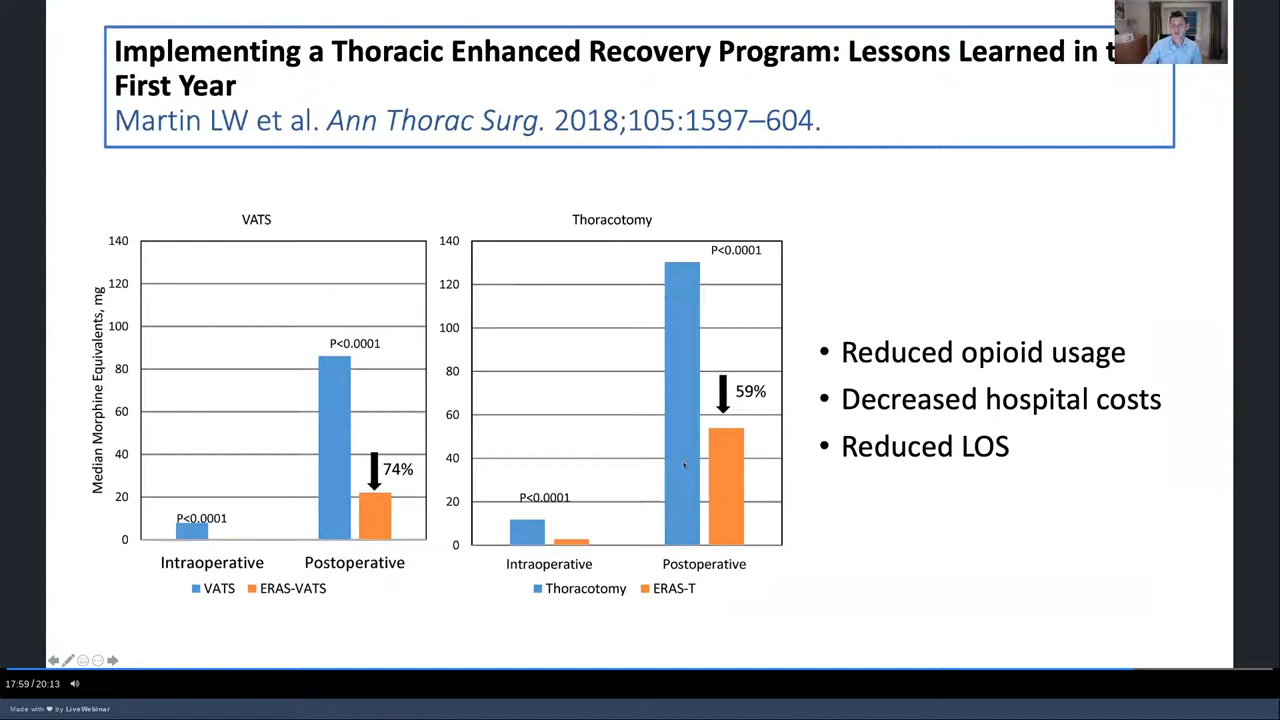 Implementing a Thoracic Enhanced Recovery Program: Lessons Learned in t
First Year
Martin LW et al. Ann Thorac Surg. 2018;105:1597–604.
VATS
Median Morphine Equivalents, mg
140
120
100
80
60
40
20
0
P<0.0001
P<0.0001
74%
Intraoperative
Postoperative
VATS
ERAS-VATS
Thoracotomy
140
120
100
80
60
40
20
0
P<0.0001
P<0.0001
59%
Intraoperative
Postoperative
Thoracotomy
ERAS-T
• Reduced opioid usage
• Decreased hospital costs
• Reduced LOS
17:59 / 20:13
Made with ❤ by LiveWebinar